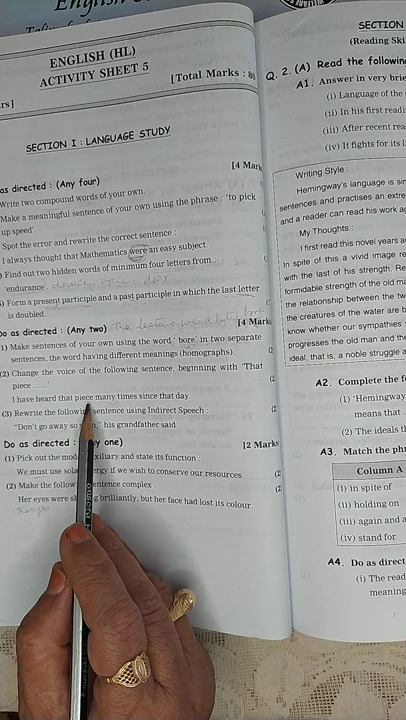 English
ENGLISH (HL)
ACTIVITY SHEET 5
[Total Marks : 80
rs]
SECTION I : LANGUAGE STUDY
[4 Mark
as directed : (Any four)
Write two compound words of your own.
Make a meaningful sentence of your own using the phrase : 'to pick
up speed'
Spot the error and rewrite the correct sentence :
I always thought that Mathematics were an easy subject.
Find out two hidden words of minimum four letters from
'endurance'.
Form a present participle and a past participle in which the last letter
is doubled.
Do as directed : (Any two)
[4 Mark
(1) Make sentences of your own using the word 'bore' in two separate
sentences, the word having different meanings (homographs).
(2) Change the voice of the following sentence, beginning with 'That
piece ......'
I have heard that piece many times since that day.
(3) Rewrite the following sentence using Indirect Speech :
"Don't go away so " his grandfather said.
Do as directed : y one)
[2 Marks
(1) Pick out the mod xiliary and state its function :
We must use sola ergy if we wish to conserve our resources.
(2) Make the follow entence complex :
Her eyes were sh g brilliantly, but her face had lost its colour.
SECTION
(Reading Ski
Q. 2. (A) Read the following
A1. Answer in very brie
(i) Language of the
(ii) In his first readi
(iii) After recent rea
(iv) It fights for its l
Writing Style :
Hemingway's language is sin
sentences and practises an extre
and a reader can read his work ag
My Thoughts :
I first read this novel years a
In spite of this a vivid image re
with the last of his strength. Re
formidable strength of the old ma
the relationship between the tw
the creatures of the water are b
know whether our sympathies s
progresses the old man and the
ideal, that is, a noble struggle a
A2. Complete the f
(i) 'Hemingway
means that .
(2) The ideals t
A3. Match the phr
Column A
(i) in spite of
(ii) holding on
(iii) again and a
(iv) stand for
A4. Do as direct
(i) The read
meaning